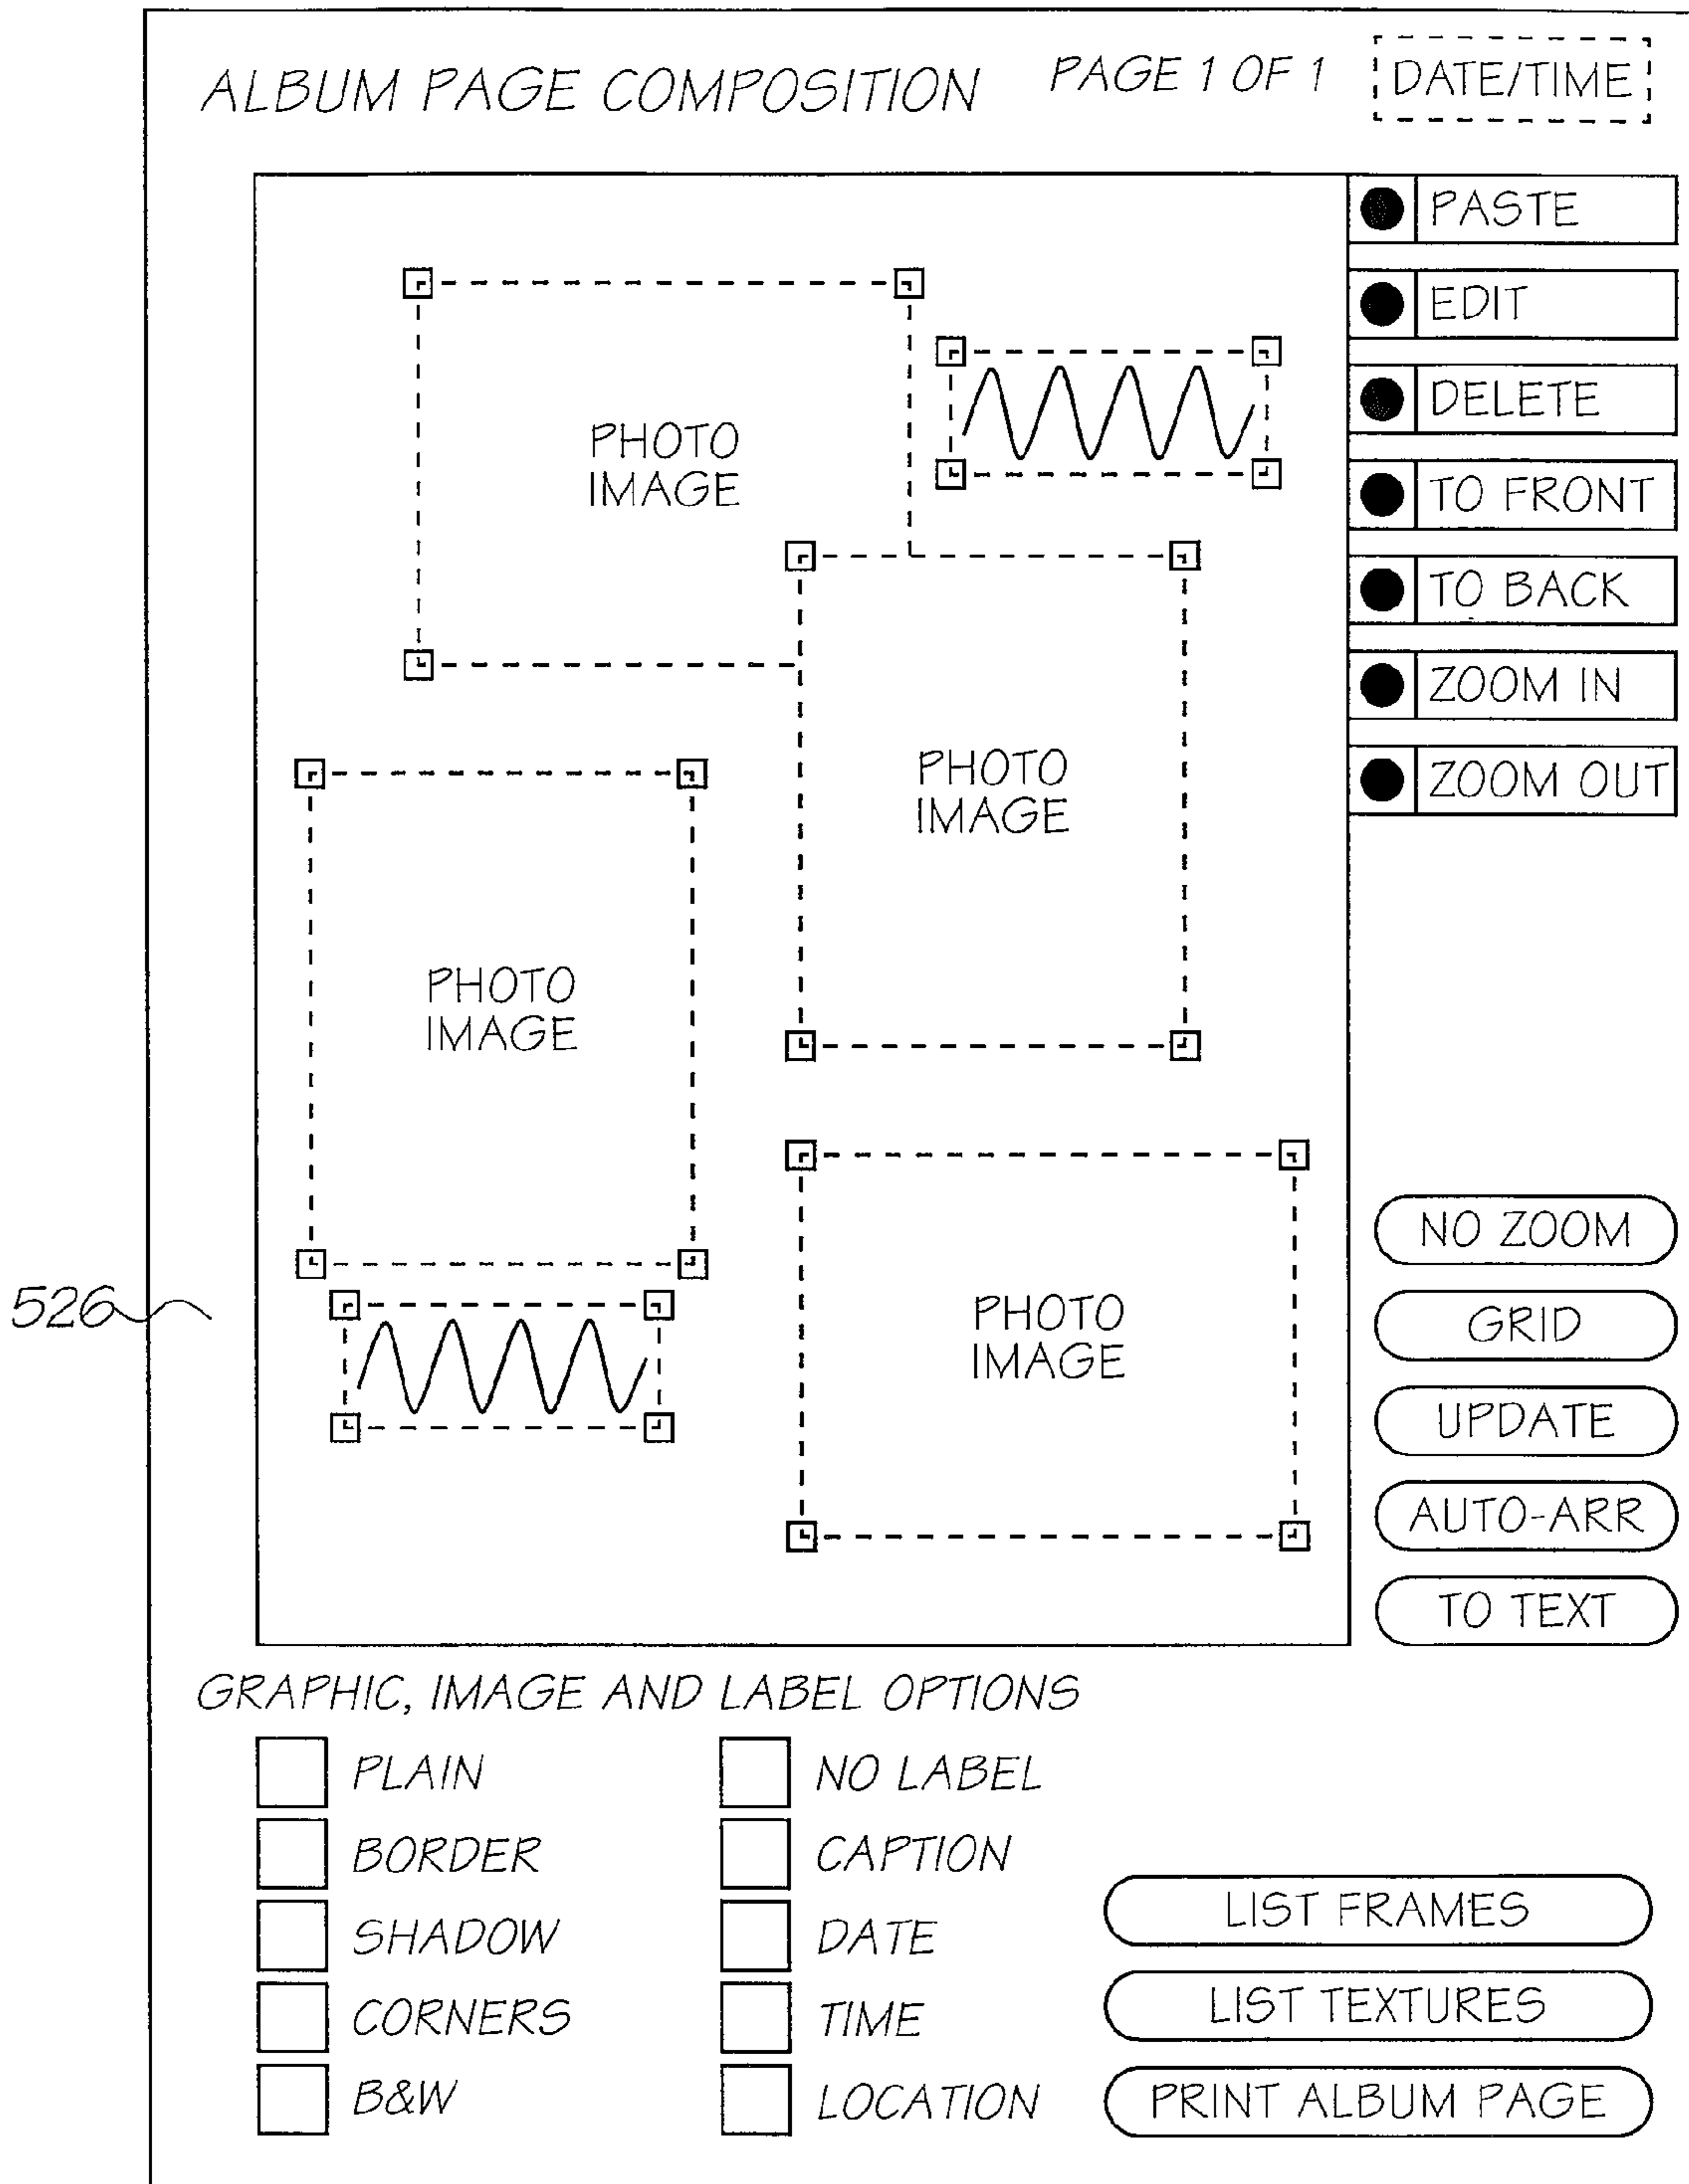 ALBUM PAGE COMPOSITION
PAGE 1 OF 1
DATE/TIME
PASTE
EDIT
DELETE
TO FRONT
TO BACK
ZOOM IN
ZOOM OUT
PHOTO
IMAGE
PHOTO
IMAGE
PHOTO
IMAGE
PHOTO
IMAGE
526
NO ZOOM
GRID
UPDATE
AUTO-ARR
TO TEXT
GRAPHIC, IMAGE AND LABEL OPTIONS
PLAIN
BORDER
SHADOW
CORNERS
B&W
NO LABEL
CAPTION
DATE
TIME
LOCATION
LIST FRAMES
LIST TEXTURES
PRINT ALBUM PAGE